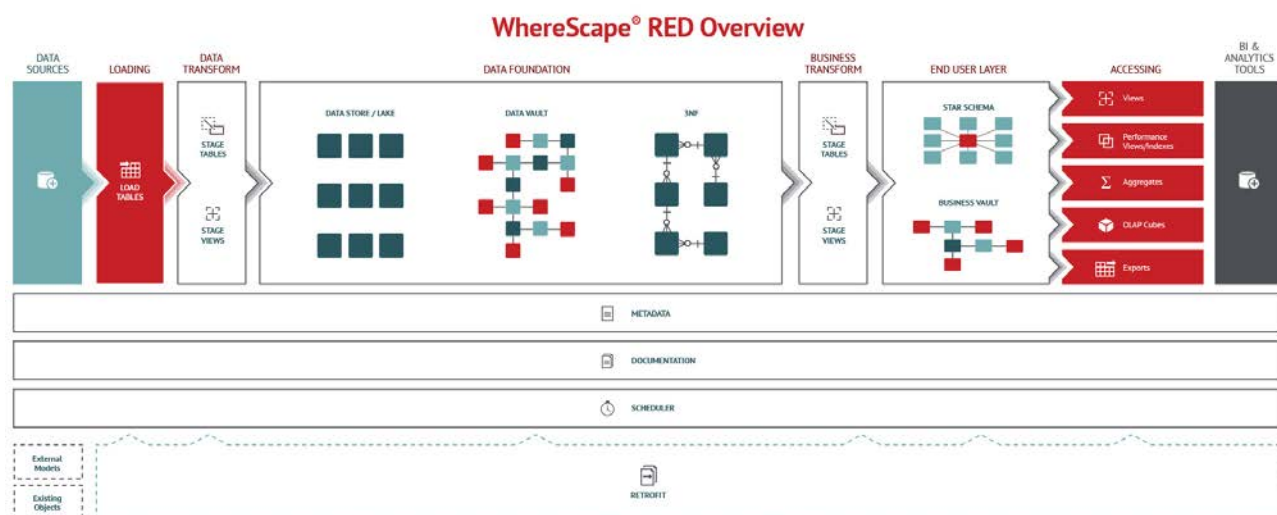 WhereScape® RED Overview
DATA
SOURCES
LOADING
DATA
TRANSFORM
DATA FOUNDATION
BUSINESS
TRANSFORM
END USER LAYER
ACCESSING
BI &
ANALYTICS
TOOLS
LOAD
TABLES
STAGE
TABLES
STAGE
VIEWS
DATA STORE / LAKE
DATA VAULT
3NF
STAGE
TABLES
STAGE
VIEWS
STAR SCHEMA
BUSINESS VAULT
Views
Performance
Views/Indexes
Aggregates
OLAP Cubes
Exports
METADATA
DOCUMENTATION
SCHEDULER
External
Models
Existing
Objects
RETROFIT